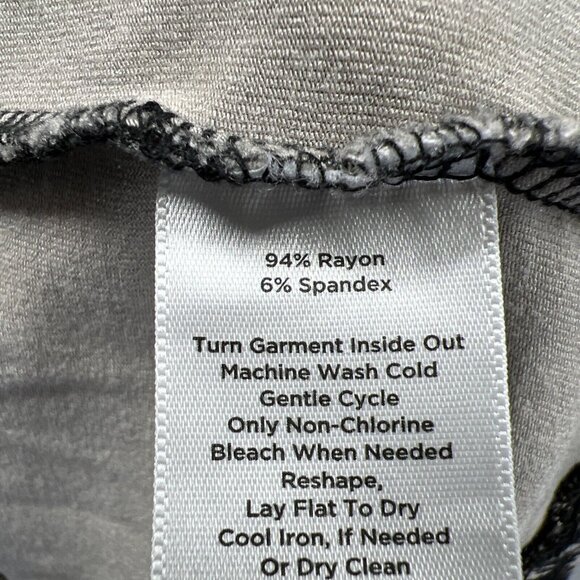 94% Rayon
6% Spandex
Turn Garment Inside Out
Machine Wash Cold
Gentle Cycle
Only Non-Chlorine
Bleach When Needed
Reshape,
Lay Flat To Dry
Cool Iron, If Needed
Or Dry Clean